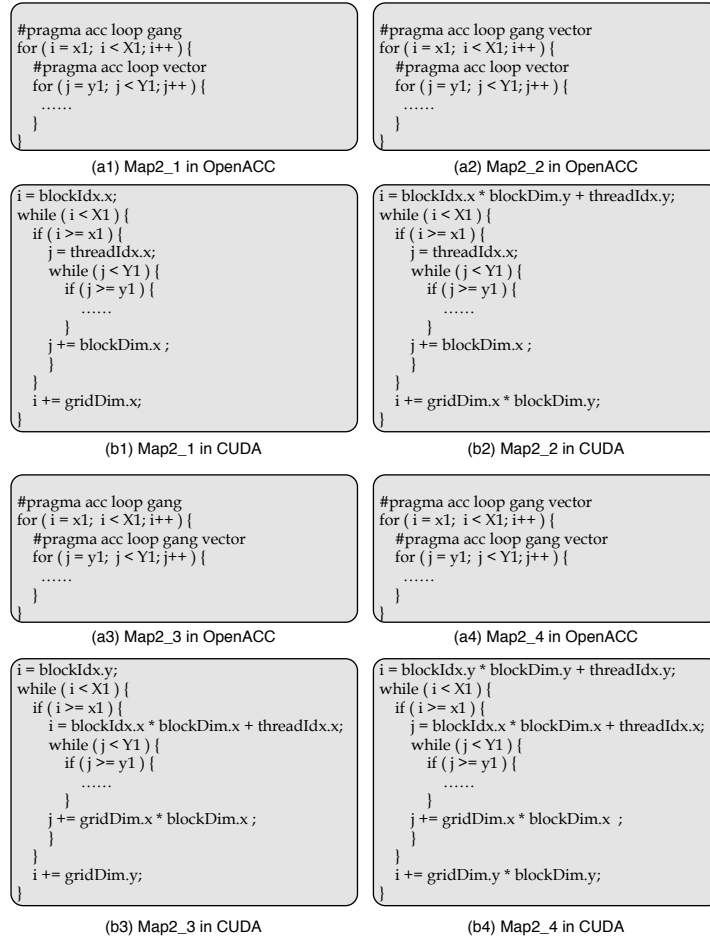 #pragma acc loop gang
for ( i = x1; i < X1; i++ ) {
#pragma acc loop vector
for ( j = y1; j < Y1; j++ ) {
……
}
}
(a1) Map2_1 in OpenACC
#pragma acc loop gang vector
for ( i = x1; i < X1; i++ ) {
#pragma acc loop vector
for ( j = y1; j < Y1; j++ ) {
……
}
}
(a2) Map2_2 in OpenACC
i = blockIdx.x;
while ( i < X1 ) {
if ( i >= x1 ) {
j = threadIdx.x;
while ( j < Y1 ) {
if ( j >= y1 ) {
……
}
j += blockDim.x ;
}
}
i += gridDim.x;
}
(b1) Map2_1 in CUDA
i = blockIdx.x * blockDim.y + threadIdx.y;
while ( i < X1 ) {
if ( i >= x1 ) {
j = threadIdx.x;
while ( j < Y1 ) {
if ( j >= y1 ) {
……
}
j += blockDim.x ;
}
}
i += gridDim.x * blockDim.y;
}
(b2) Map2_2 in CUDA
#pragma acc loop gang
for ( i = x1; i < X1; i++ ) {
#pragma acc loop gang vector
for ( j = y1; j < Y1; j++ ) {
……
}
}
(a3) Map2_3 in OpenACC
#pragma acc loop gang vector
for ( i = x1; i < X1; i++ ) {
#pragma acc loop gang vector
for ( j = y1; j < Y1; j++ ) {
……
}
}
(a4) Map2_4 in OpenACC
i = blockIdx.y;
while ( i < X1 ) {
if ( i >= x1 ) {
i = blockIdx.x * blockDim.x + threadIdx.x;
while ( j < Y1 ) {
if ( j >= y1 ) {
……
}
j += gridDim.x * blockDim.x ;
}
}
i += gridDim.y;
}
(b3) Map2_3 in CUDA
i = blockIdx.y * blockDim.y + threadIdx.y;
while ( i < X1 ) {
if ( i >= x1 ) {
j = blockIdx.x * blockDim.x + threadIdx.x;
while ( j < Y1 ) {
if ( j >= y1 ) {
……
}
j += gridDim.x * blockDim.x ;
}
}
i += gridDim.y * blockDim.y;
}
(b4) Map2_4 in CUDA